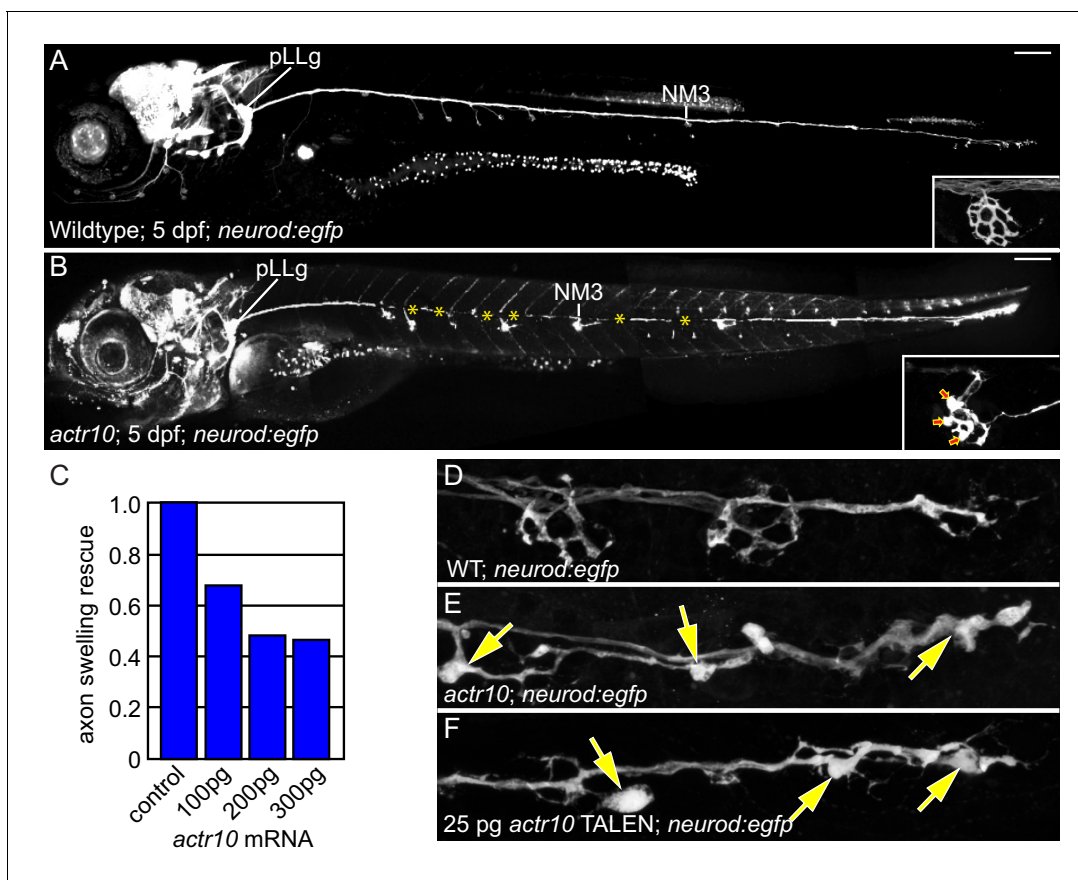 A
pLLg
NM3
Wildtype; 5 dpf; neurod:egfp
B
pLLg
NM3
* * * * * *
actr10; 5 dpf; neurod:egfp
C
axon swelling rescue
1.0
0.8
0.6
0.4
0.2
0
control
100pg
200pg
300pg
actr10 mRNA
D
WT; neurod:egfp
E
actr10; neurod:egfp
F
25 pg actr10 TALEN; neurod:egfp